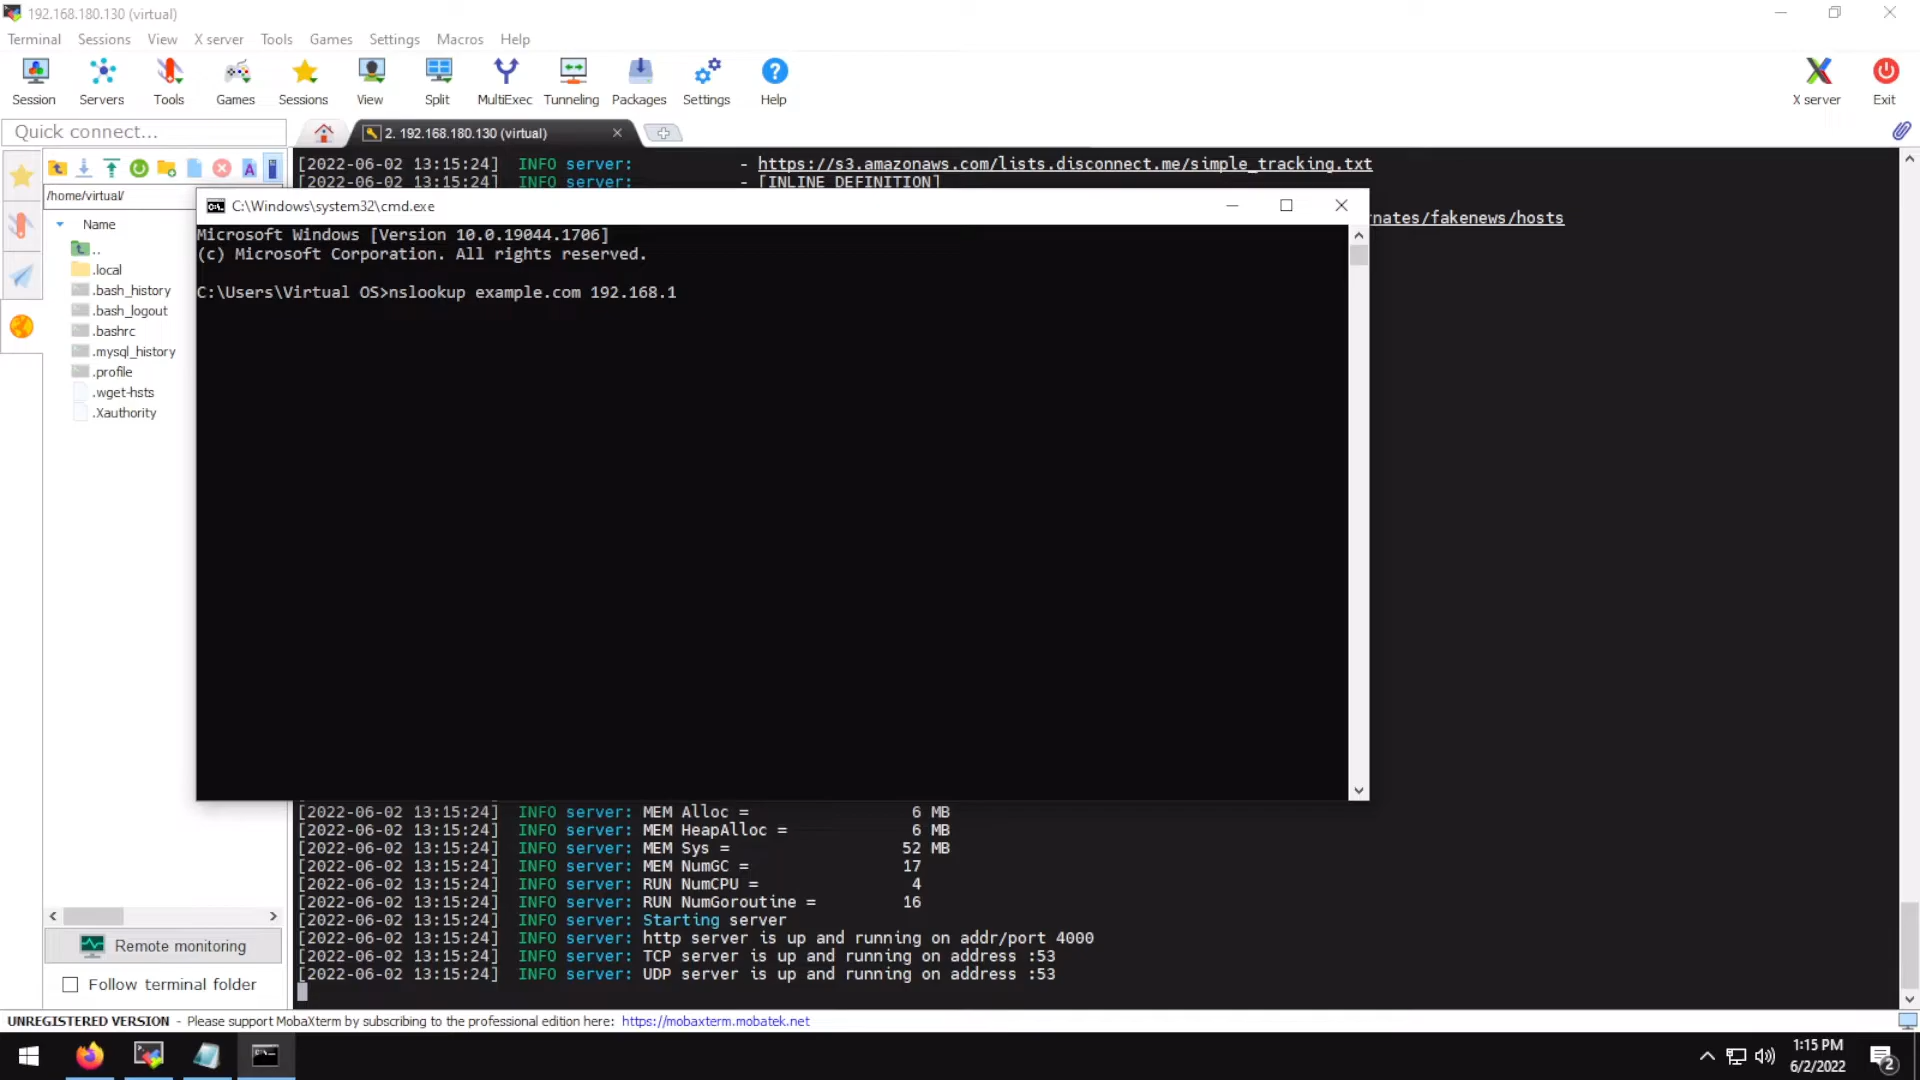 192.168.180.130 (virtual)
Terminal Sessions View X server Tools Games Settings Macros Help
Session Servers Tools Games Sessions View Split MultiExec Tunneling Packages Settings Help X server Exit
Quick connect...
2. 192.168.180.130 (virtual)
/home/virtual/
Name
..
.local
.bash_history
.bash_logout
.bashrc
.mysql_history
.profile
.wget-hsts
.Xauthority
Remote monitoring
Follow terminal folder
[2022-06-02 13:15:24] INFO server: - https://s3.amazonaws.com/lists.disconnect.me/simple_tracking.txt
[2022-06-02 13:15:24] INFO server: - [INLINE DEFINITION]
rnates/fakenews/hosts
C:\Windows\system32\cmd.exe
Microsoft Windows [Version 10.0.19044.1706]
(c) Microsoft Corporation. All rights reserved.
C:\Users\Virtual OS>nslookup example.com 192.168.1
[2022-06-02 13:15:24] INFO server: MEM Alloc = 6 MB
[2022-06-02 13:15:24] INFO server: MEM HeapAlloc = 6 MB
[2022-06-02 13:15:24] INFO server: MEM Sys = 52 MB
[2022-06-02 13:15:24] INFO server: MEM NumGC = 17
[2022-06-02 13:15:24] INFO server: RUN NumCPU = 4
[2022-06-02 13:15:24] INFO server: RUN NumGoroutine = 16
[2022-06-02 13:15:24] INFO server: Starting server
[2022-06-02 13:15:24] INFO server: http server is up and running on addr/port 4000
[2022-06-02 13:15:24] INFO server: TCP server is up and running on address :53
[2022-06-02 13:15:24] INFO server: UDP server is up and running on address :53
UNREGISTERED VERSION - Please support MobaXterm by subscribing to the professional edition here: https://mobaxterm.mobatek.net
1:15 PM
6/2/2022
2